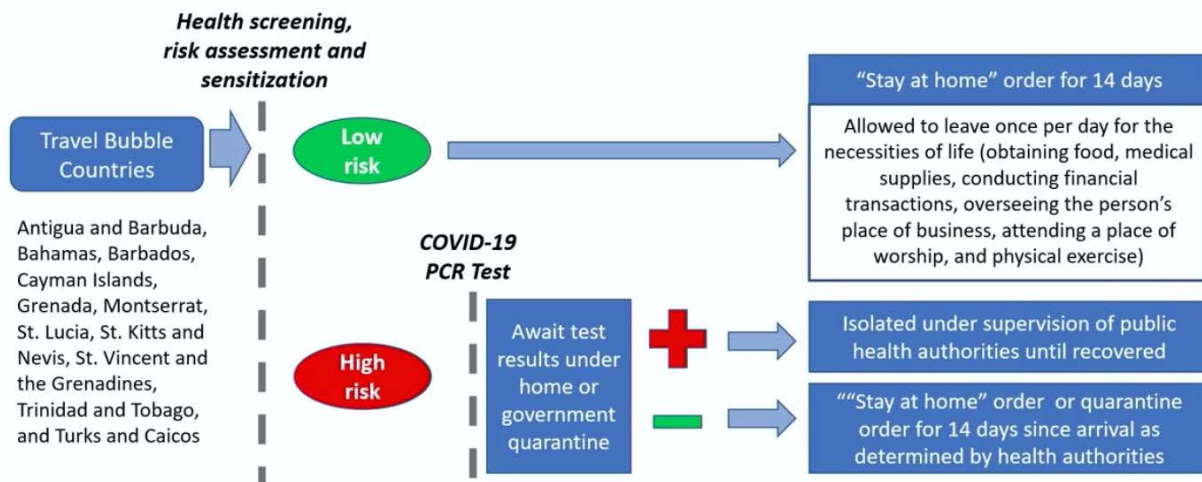 Health screening,
risk assessment and
sensitization
Travel Bubble
Countries
Antigua and Barbuda,
Bahamas, Barbados,
Cayman Islands,
Grenada, Montserrat,
St. Lucia, St. Kitts and
Nevis, St. Vincent and
the Grenadines,
Trinidad and Tobago,
and Turks and Caicos
Low
risk
“Stay at home” order for 14 days
Allowed to leave once per day for the
necessities of life (obtaining food, medical
supplies, conducting financial
transactions, overseeing the person’s
place of business, attending a place of
worship, and physical exercise)
High
risk
COVID-19
PCR Test
Await test
results under
home or
government
quarantine
Isolated under supervision of public
health authorities until recovered
““Stay at home” order or quarantine
order for 14 days since arrival as
determined by health authorities